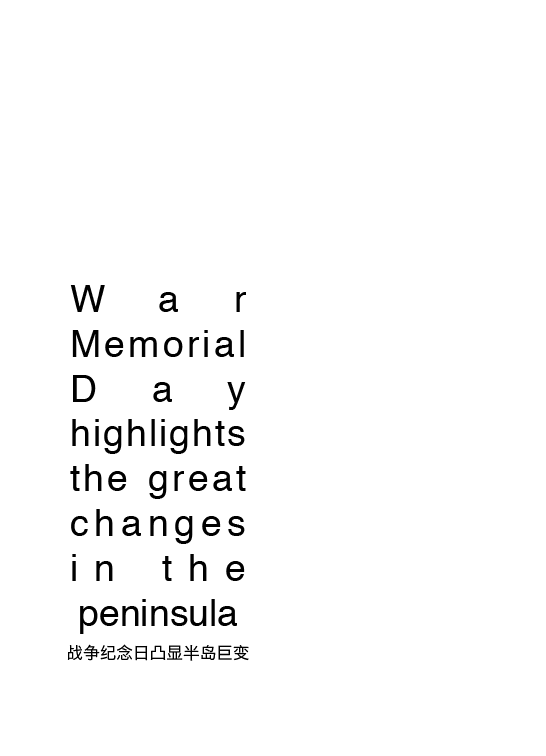 War
Memorial
Day
highlights
the great
changes
in the
peninsula
战争纪念日凸显半岛巨变